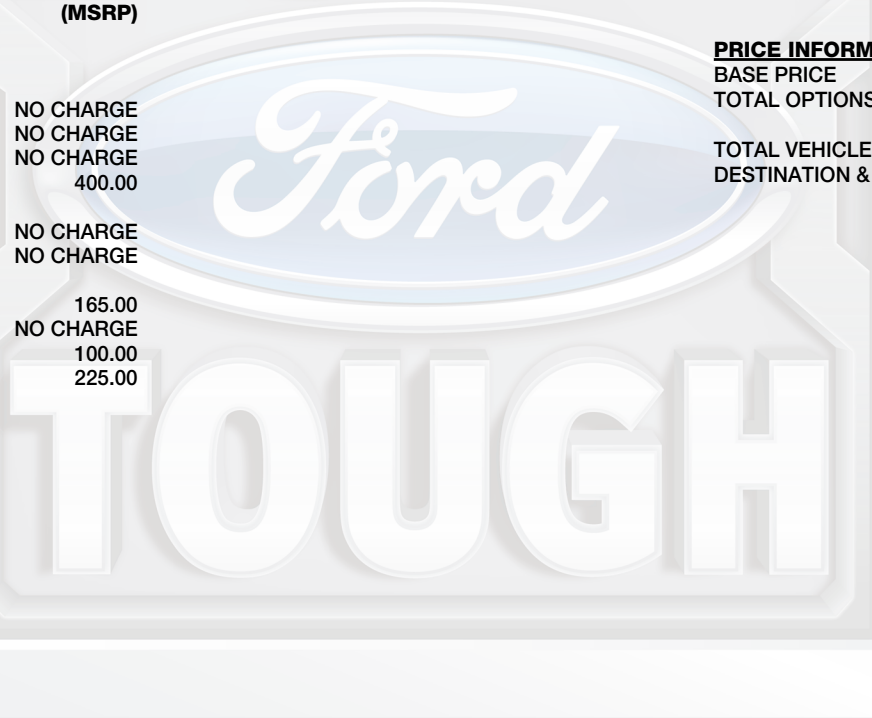 (MSRP)
NO CHARGE
NO CHARGE
NO CHARGE
400.00
NO CHARGE
NO CHARGE
165.00
NO CHARGE
100.00
225.00
PRICE INFORM
BASE PRICE
TOTAL OPTIONS
TOTAL VEHICLE
DESTINATION &
Ford
TOUGH